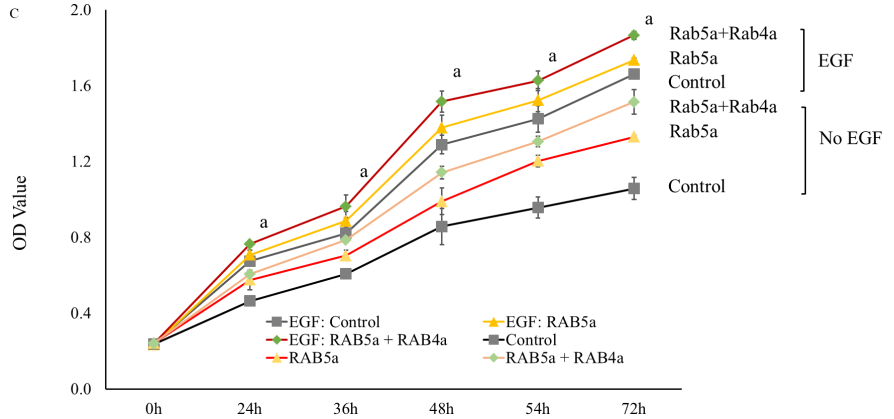 C
2.0
1.6
1.2
0.8
0.4
0.0
OD Value
a
a
a
a
a
Rab5a+Rab4a
Rab5a
Control
EGF
Rab5a+Rab4a
Rab5a
Control
No EGF
EGF: Control
EGF: RAB5a
EGF: RAB5a + RAB4a
Control
RAB5a
RAB5a + RAB4a
0h 24h 36h 48h 54h 72h